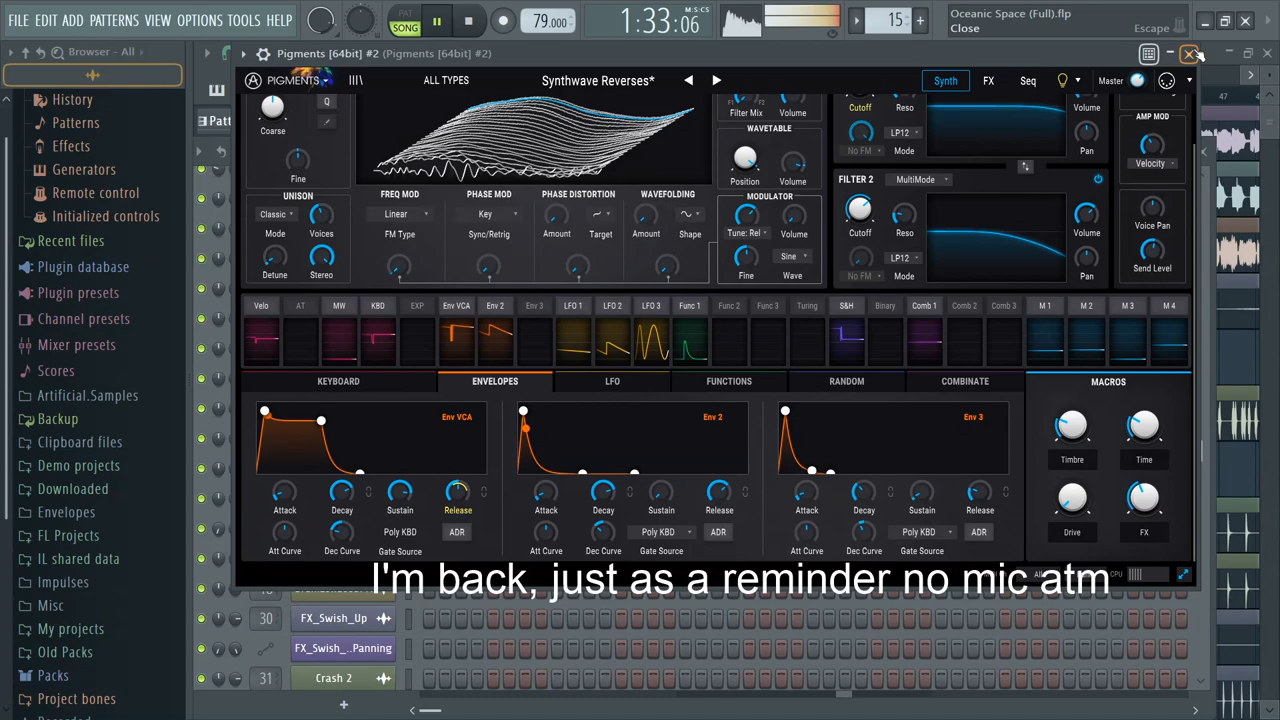 FILE EDIT ADD PATTERNS VIEW OPTIONS TOOLS HELP
PAT
SONG
79.000
1:33:06
M:S:CS
15
Oceanic Space (Full).flp
Close
Escape
Browser - All
Pigments [64bit] #2 (Pigments [64bit] #2)
47
PIGMENTS
ALL TYPES
Synthwave Reverses*
Synth
FX
Seq
Master
History
Patterns
Effects
Generators
Remote control
Initialized controls
Recent files
Plugin database
Plugin presets
Channel presets
Mixer presets
Scores
Artificial.Samples
Backup
Clipboard files
Demo projects
Downloaded
Envelopes
FL Projects
IL shared data
Impulses
Misc
My projects
Old Packs
Packs
Project bones
Patt
Coarse
Q
Fine
UNISON
Classic
Mode
Voices
Detune
Stereo
FREQ MOD
Linear
FM Type
PHASE MOD
Key
Sync/Retrig
PHASE DISTORTION
Amount
Target
WAVEFOLDING
Amount
Shape
Filter Mix
Volume
WAVETABLE
Position
Volume
MODULATOR
Tune: Rel
Volume
Fine
Sine
Wave
Cutoff
Reso
No FM
LP12
Mode
Volume
Pan
FILTER 2
MultiMode
Cutoff
Reso
No FM
LP12
Mode
Volume
Pan
AMP MOD
Velocity
Voice Pan
Send Level
Velo
AT
MW
KBD
EXP
Env VCA
Env 2
Env 3
LFO 1
LFO 2
LFO 3
Func 1
Func 2
Func 3
Turing
S&H
Binary
Comb 1
Comb 2
Comb 3
M 1
M 2
M 3
M 4
KEYBOARD
ENVELOPES
LFO
FUNCTIONS
RANDOM
COMBINATE
MACROS
Env VCA
Attack
Decay
Sustain
Release
Att Curve
Dec Curve
Poly KBD
Gate Source
ADR
Env 2
Attack
Decay
Sustain
Release
Att Curve
Dec Curve
Poly KBD
Gate Source
ADR
Env 3
Attack
Decay
Sustain
Release
Att Curve
Dec Curve
Poly KBD
Gate Source
ADR
Timbre
Time
Drive
FX
CPU
I'm back, just as a reminder no mic atm
30
FX_Swish_Up
FX_Swish_..Panning
31
Crash 2